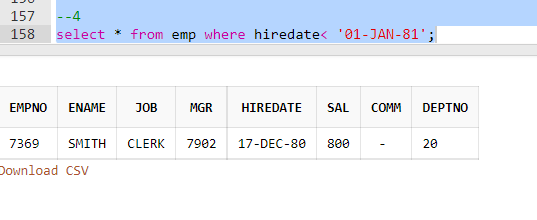 157 --4
158 select * from emp where hiredate< '01-JAN-81';
EMPNO ENAME JOB MGR HIREDATE SAL COMM DEPTNO
7369 SMITH CLERK 7902 17-DEC-80 800 - 20
Download CSV